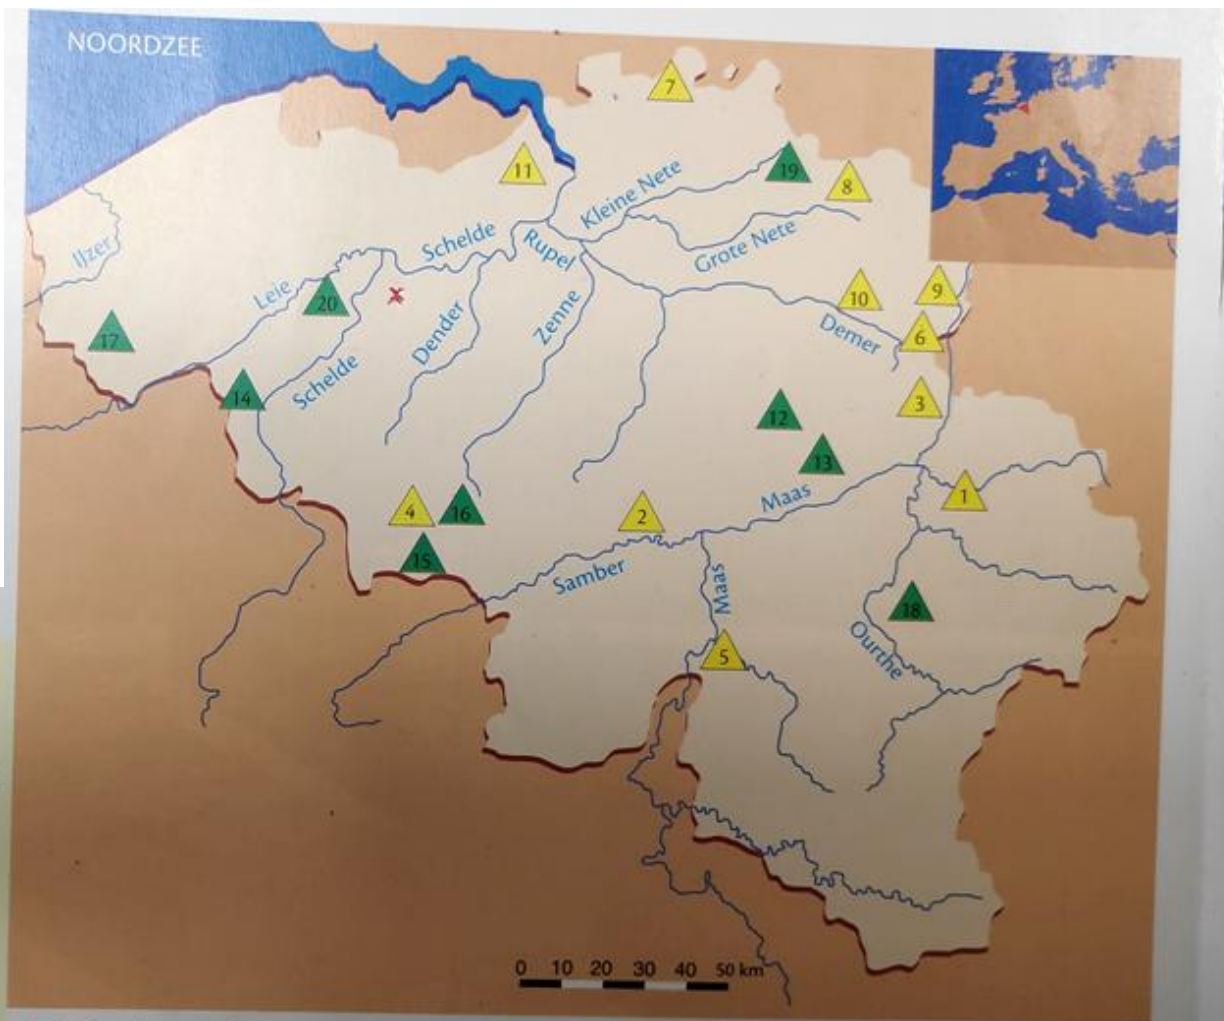 NOORDZEE
7
11
19
8
Kleine Nete
Grote Nete
Schelde
Rupel
IJzer
Leie
20
17
Dender
Zenne
10
9
Demer
6
Schelde
14
3
12
13
4
16
2
Maas
1
15
Samber
Maas
18
5
Ourthe
0 10 20 30 40 50 km